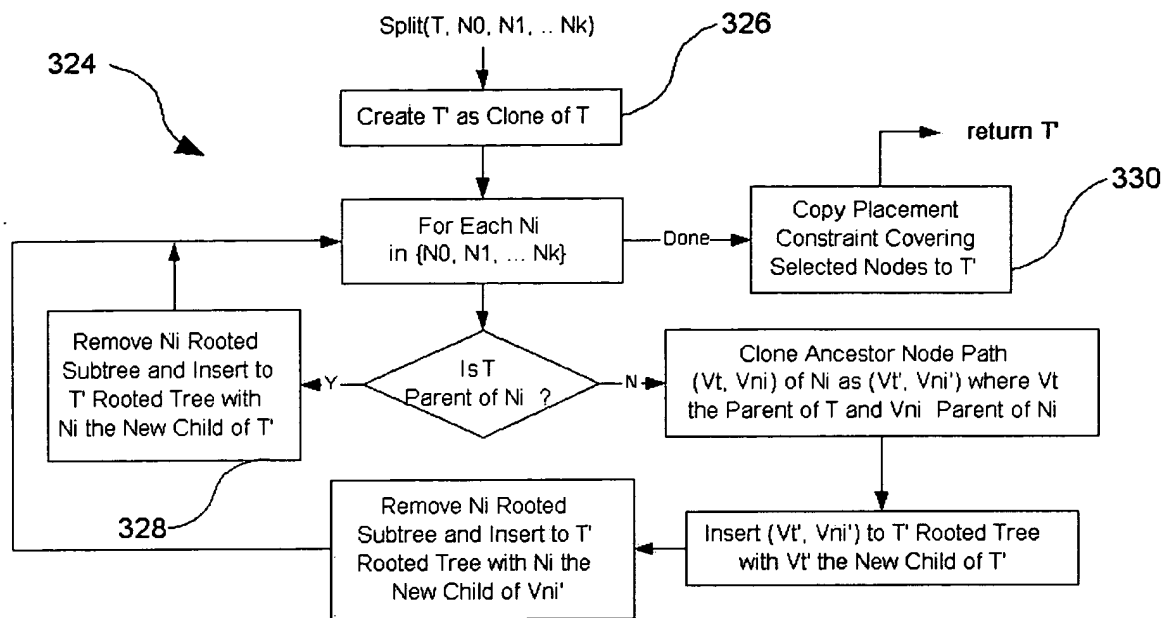 Split(T, N0, N1, .. Nk)
326
324
Create T' as Clone of T
return T'
330
For Each Ni
in {N0, N1, ... Nk}
Done
Copy Placement
Constraint Covering
Selected Nodes to T'
Remove Ni Rooted
Subtree and Insert to
T' Rooted Tree with
Ni the New Child of T'
Y
Is T
Parent of Ni ?
N
Clone Ancestor Node Path
(Vt, Vni) of Ni as (Vt', Vni') where Vt
the Parent of T and Vni Parent of Ni
328
Remove Ni Rooted
Subtree and Insert to T'
Rooted Tree with Ni the
New Child of Vni'
Insert (Vt', Vni') to T' Rooted Tree
with Vt' the New Child of T'